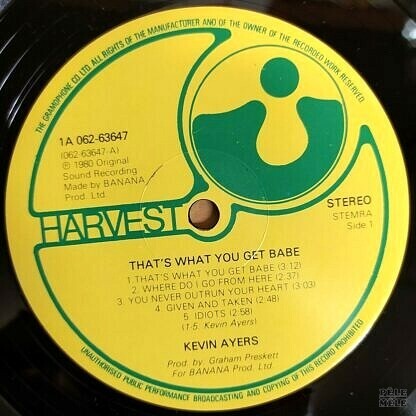 THE GRAMOPHONE CO LTD. ALL RIGHTS OF THE MANUFACTURER AND OF THE OWNER OF THE RECORDED WORK RESERVED.
1A 062-63647
(062-63647-A)
℗ 1980 Original
Sound Recording
Made by BANANA
Prod. Ltd.
HARVEST
STEREO
STEMRA
Side 1
THAT'S WHAT YOU GET BABE
1 THAT'S WHAT YOU GET BABE (3:12)
2. WHERE DO I GO FROM HERE (2:37)
3. YOU NEVER OUTRUN YOUR HEART (3:03)
4. GIVEN AND TAKEN (2:48)
5. IDIOTS (2:58)
(1-5. Kevin Ayers)
KEVIN AYERS
Prod. by: Graham Preskett
For BANANA Prod. Ltd.
UNAUTHORISED PUBLIC PERFORMANCE BROADCASTING AND COPYING OF THIS RECORD PROHIBITED
PÊLE
MÊLE